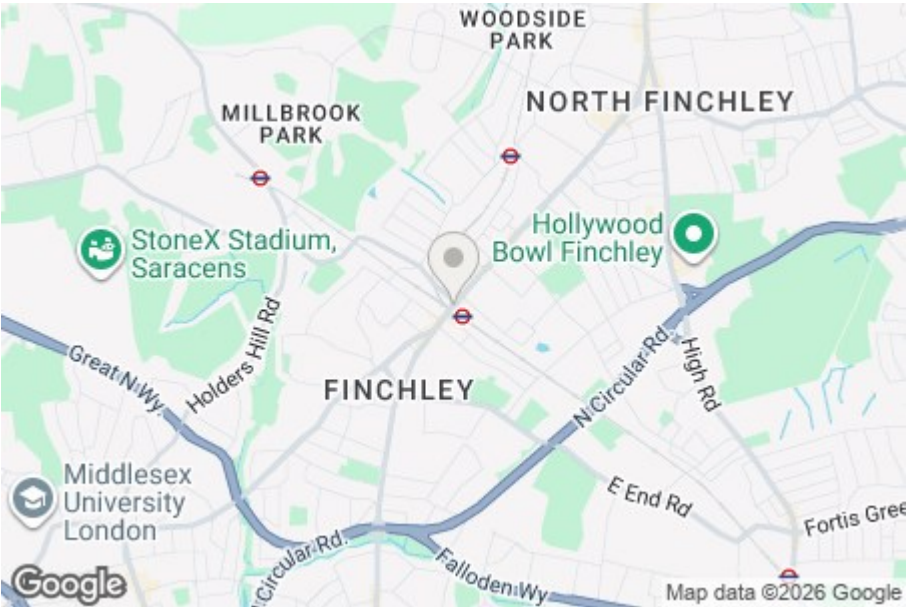 WOODSIDE
PARK
NORTH FINCHLEY
MILLBROOK
PARK
Hollywood
Bowl Finchley
StoneX Stadium,
Saracens
Holders Hill Rd
Great N Wy
FINCHLEY
N Circular Rd.
High Rd
Middlesex
University
London
E End Rd
Fortis Gree
Circular Rd.
Falloden Wy
Google
Map data ©2026 Google